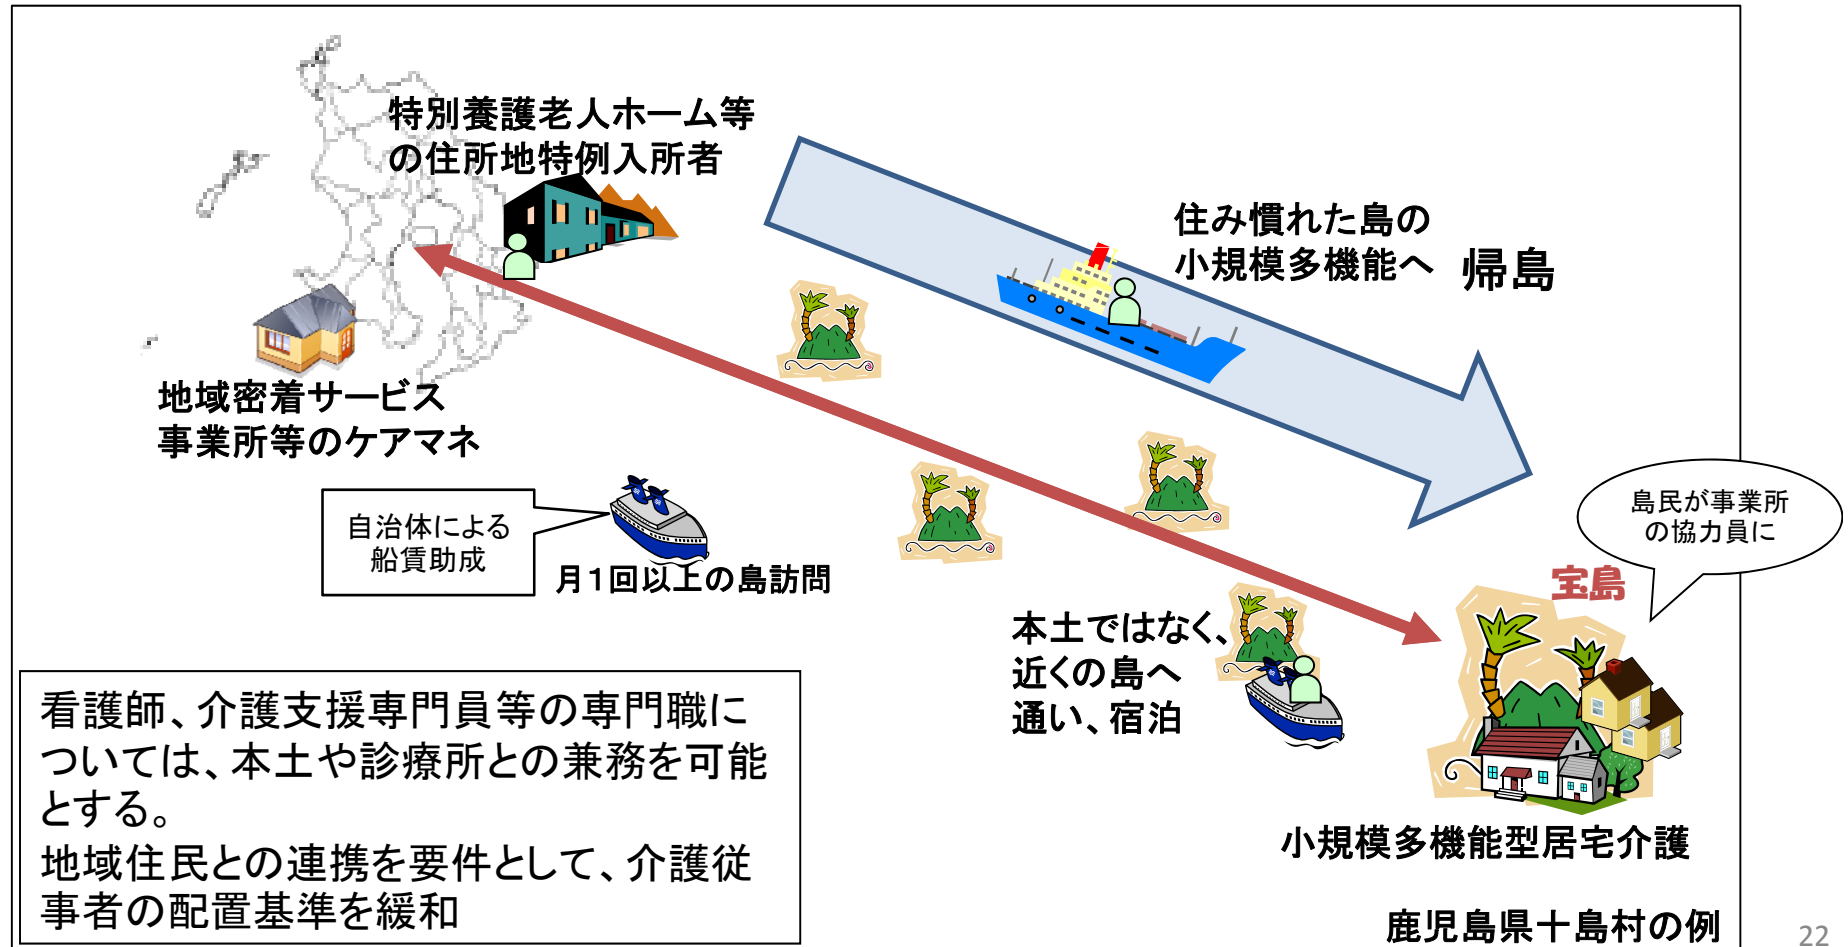 特別養護老人ホーム等
の住所地特例入所者
住み慣れた島の
小規模多機能へ
帰島
地域密着サービス
事業所等のケアマネ
自治体による
船賃助成
月1回以上の島訪問
島民が事業所
の協力員に
宝島
本土ではなく、
近くの島へ
通い、宿泊
看護師、介護支援専門員等の専門職に
ついては、本土や診療所との兼務を可能
とする。
地域住民との連携を要件として、介護従
事者の配置基準を緩和
小規模多機能型居宅介護
鹿児島県十島村の例
22